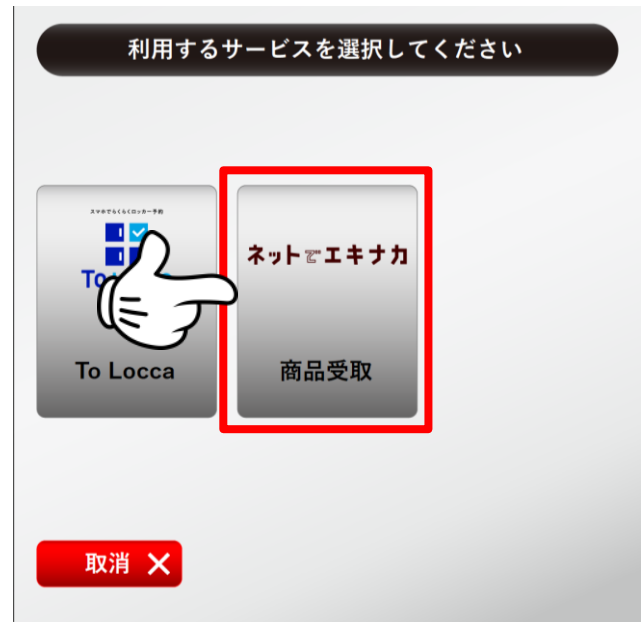 利用するサービスを選択してください
スマホでらくらくロッカー予約
To
ネットでエキナカ
To Locca
商品受取
取消